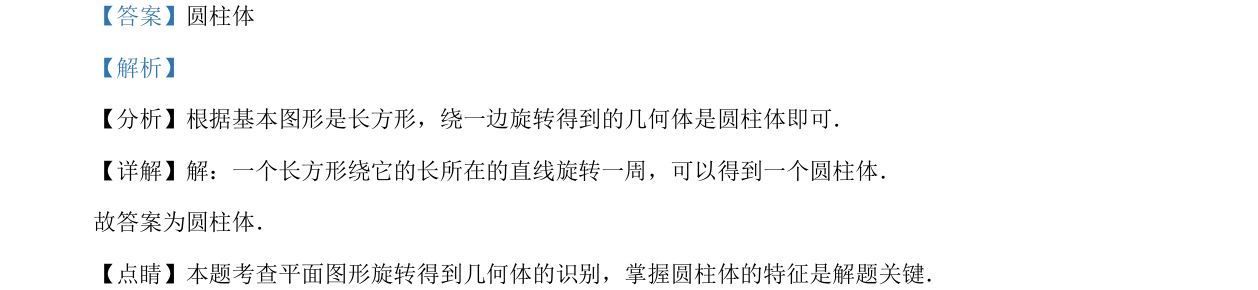 【答案】圆柱体
【解析】
【分析】根据基本图形是长方形，绕一边旋转得到的几何体是圆柱体即可．
【详解】解：一个长方形绕它的长所在的直线旋转一周，可以得到一个圆柱体．
故答案为圆柱体．
【点睛】本题考查平面图形旋转得到几何体的识别，掌握圆柱体的特征是解题关键．